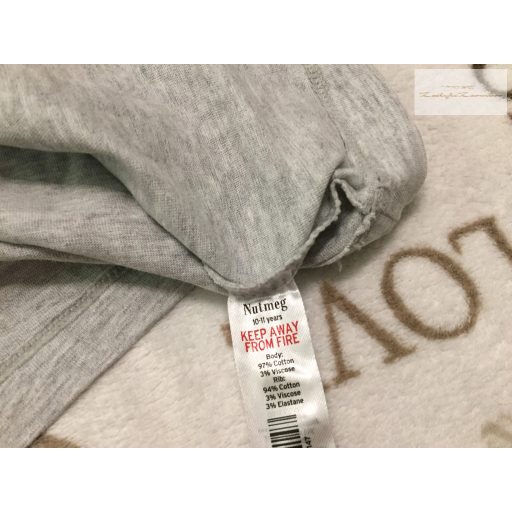 Nutmeg
10-11 years
KEEP AWAY
FROM FIRE
Body:
97% Cotton
3% Viscose
Rib:
94% Cotton
3% Viscose
3% Elastane
LOV